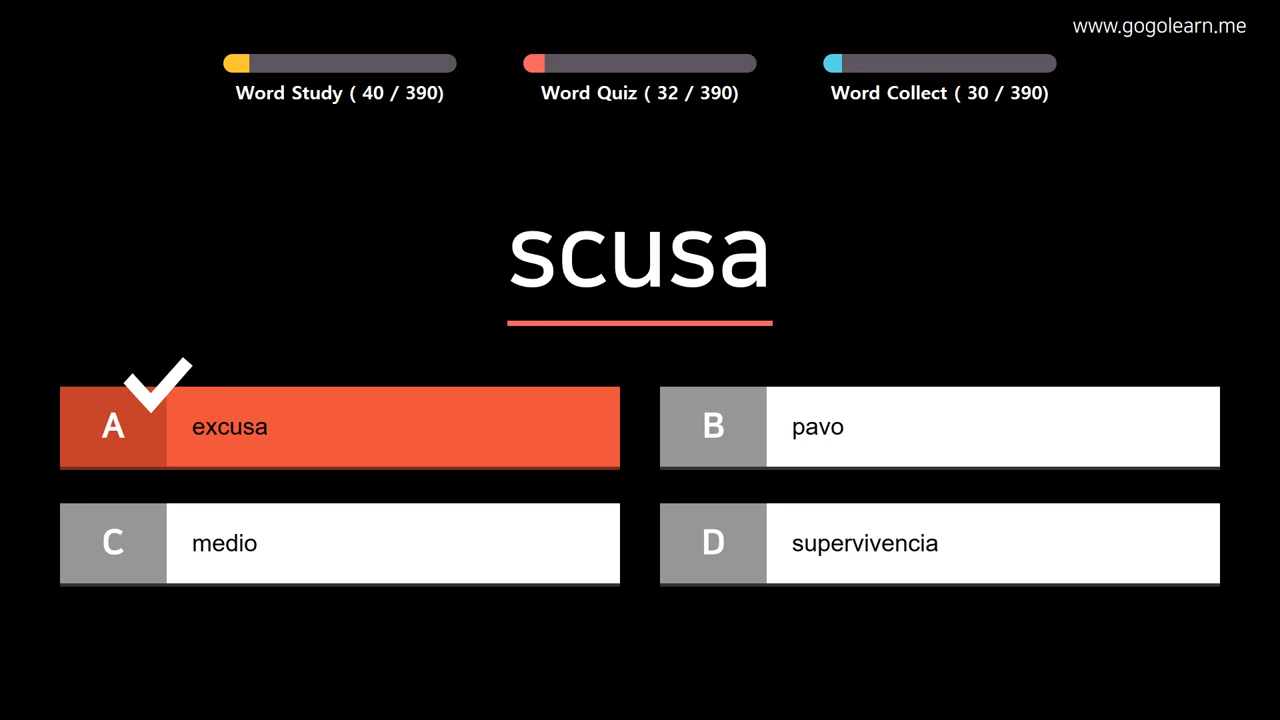 www.gogolearn.me
Word Study ( 40 / 390)
Word Quiz ( 32 / 390)
Word Collect ( 30 / 390)
scusa
A excusa
B pavo
C medio
D supervivencia